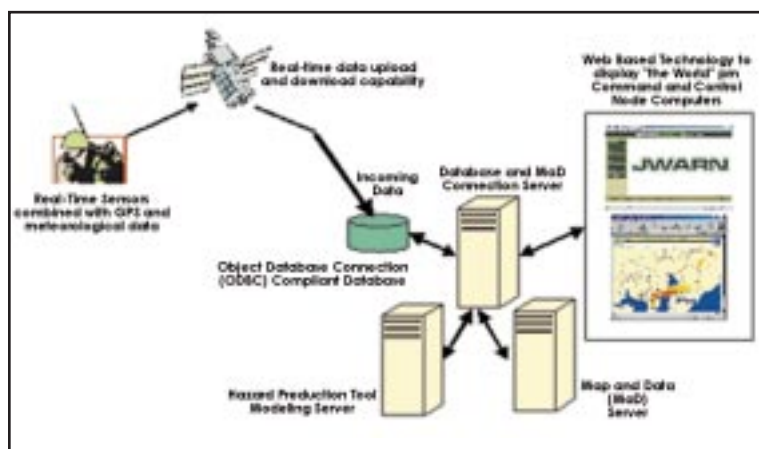 Real-time data upload
and download capability
Web Based Technology to
display "the World" pm
Command and Control
Node Computers
JWARN
Real-Time Sensors
combined with GPS and
meteorological data
Incoming
Data
Database and MaD
Connection Server
Object Database Connection
(ODBC) Compliant Database
Hazard Production Tool
Modeling Server
Map and Data
(MaD)
Server